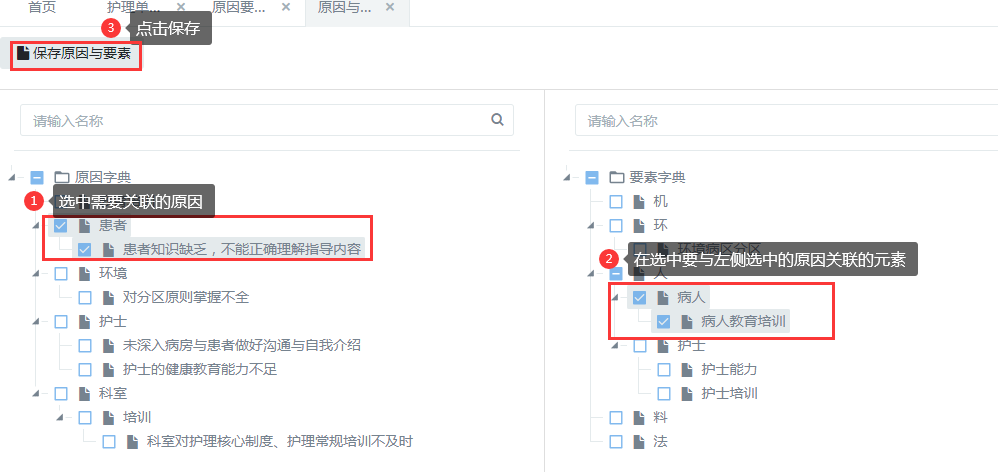 首页
护理单...
原因要...
原因与...
3 点击保存
保存原因与要素
请输入名称
原因字典
1 选中需要关联的原因
患者
患者知识缺乏，不能正确理解指导内容
环境
对分区原则掌握不全
护士
未深入病房与患者做好沟通与自我介绍
护士的健康教育能力不足
科室
培训
科室对护理核心制度、护理常规培训不及时
请输入名称
要素字典
机
环
环境病区分区
2 在选中要与左侧选中的原因关联的元素
人
病人
病人教育培训
护士
护士能力
护士培训
料
法